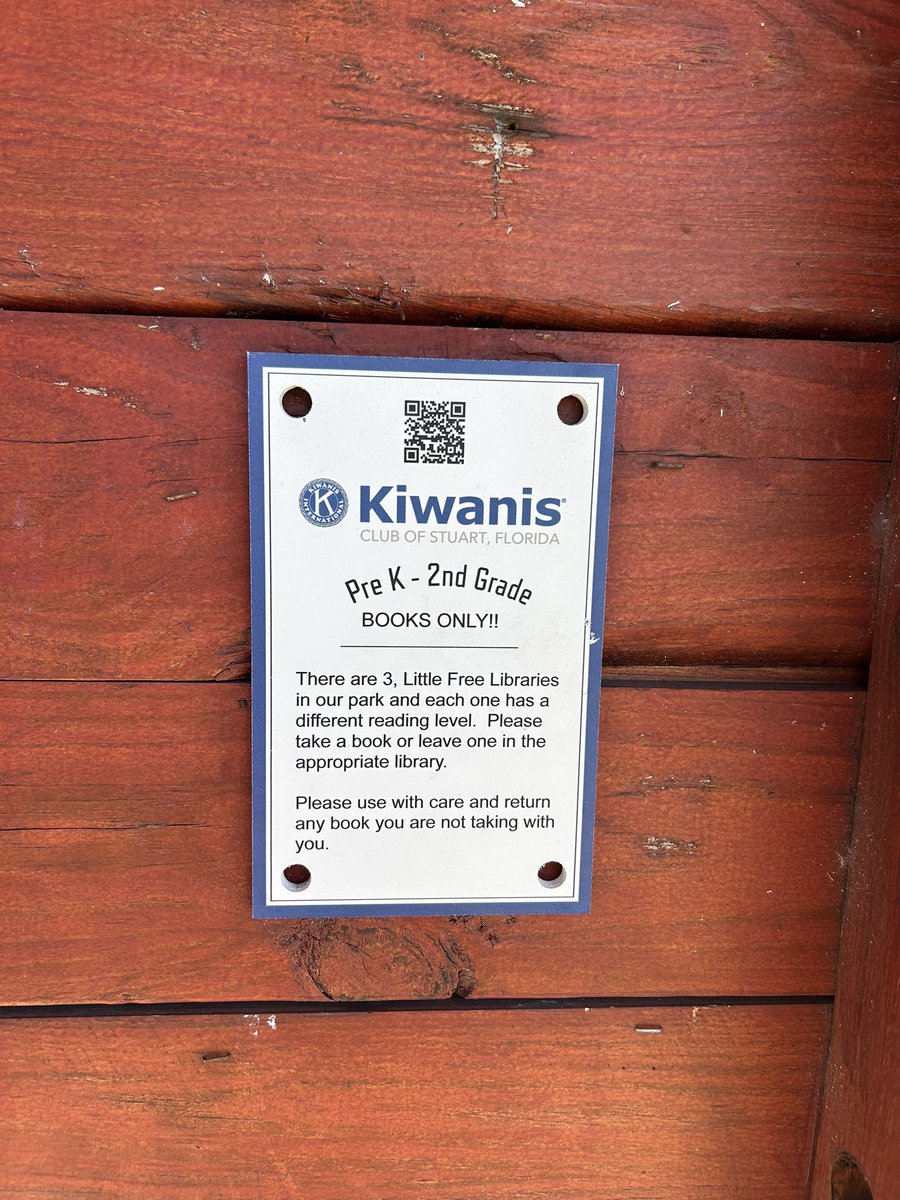 KIWANIS
K
INTERNATIONAL
Kiwanis®
CLUB OF STUART, FLORIDA
Pre K - 2nd Grade
BOOKS ONLY!!
There are 3, Little Free Libraries
in our park and each one has a
different reading level.  Please
take a book or leave one in the
appropriate library.
Please use with care and return
any book you are not taking with
you.